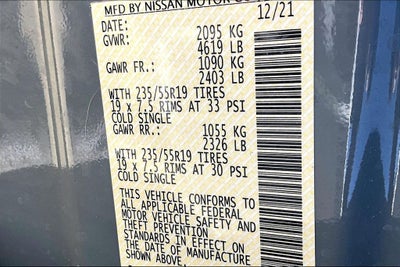 MFD BY NISSAN MOTOR
DATE: 12/21
GVWR: 2095 KG
4619 LB
GAWR FR.: 1090 KG
2403 LB
WITH 235/55R19 TIRES
19 x 7.5 RIMS AT 33 PSI
COLD SINGLE
GAWR RR.: 1055 KG
2326 LB
WITH 235/55R19 TIRES
19 x 7.5 RIMS AT 30 PSI
COLD SINGLE
THIS VEHICLE CONFORMS TO
ALL APPLICABLE FEDERAL
MOTOR VEHICLE SAFETY AND
THEFT PREVENTION
STANDARDS IN EFFECT ON
THE DATE OF MANUFACTURE
SHOWN ABOVE.